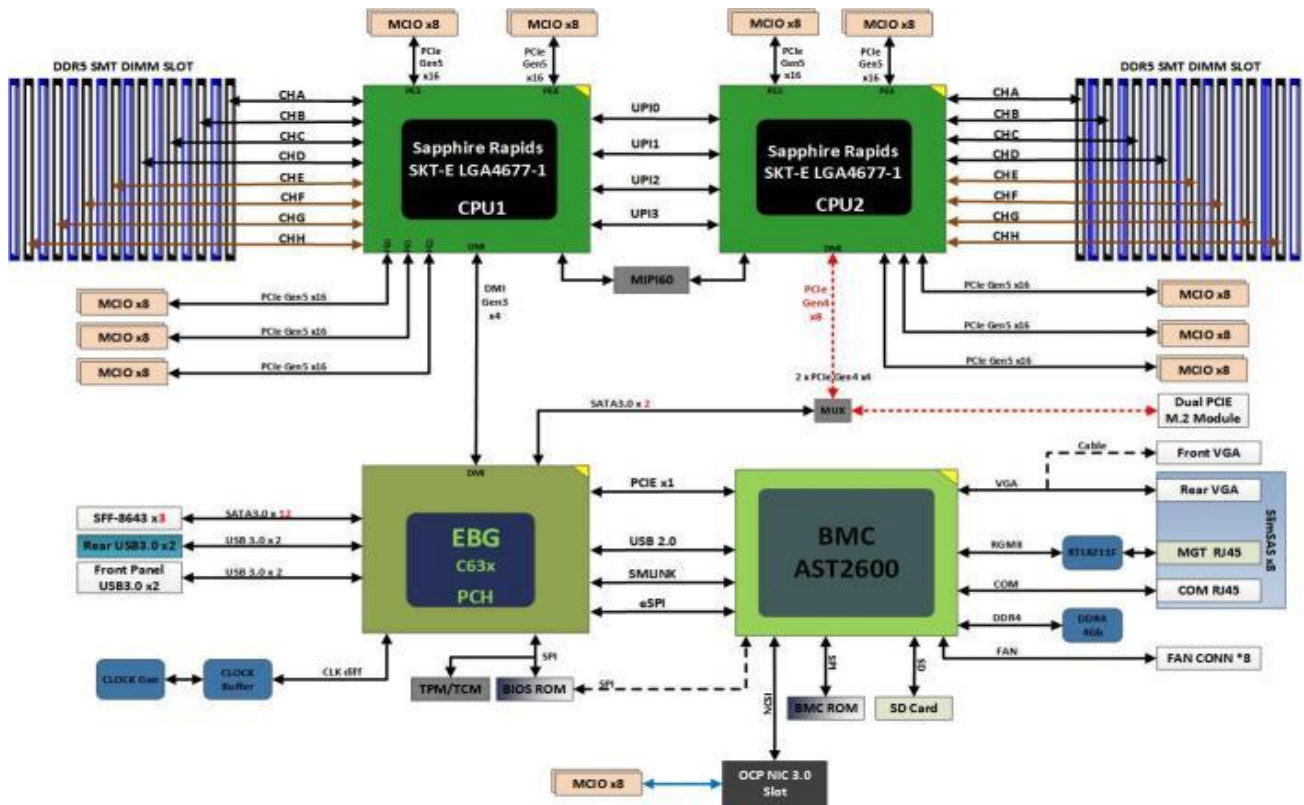 MCIO x8
MCIO x8
MCIO x8
MCIO x8
PCIe
Gen5
x16
PCIe
Gen5
x16
PCIe
Gen5
x16
PCIe
Gen5
x16
DDR5 SMT DIMM SLOT
DDR5 SMT DIMM SLOT
PE3
PE4
PE3
PE4
CHA
CHB
CHC
CHD
CHE
CHF
CHG
CHH
Sapphire Rapids
SKT-E LGA4677-1
CPU1
UPI0
UPI1
UPI2
UPI3
Sapphire Rapids
SKT-E LGA4677-1
CPU2
CHA
CHB
CHC
CHD
CHE
CHF
CHG
CHH
PE0
PE1
PE2
DMI
DMI
MIPI60
DMI
Gen3
x4
PCIe
Gen4
x8
MCIO x8
PCIe Gen5 x16
MCIO x8
PCIe Gen5 x16
MCIO x8
PCIe Gen5 x16
PCIe Gen5 x16
MCIO x8
PCIe Gen5 x16
MCIO x8
PCIe Gen5 x16
MCIO x8
2 x PCIe Gen4 x4
SATA3.0 x 2
MUX
Dual PCIE
M.2 Module
Cable
Front VGA
DMI
SFF-8643 x3
SATA3.0 x 12
Rear USB3.0 x2
USB 3.0 x 2
Front Panel
USB3.0 x2
USB 3.0 x 2
EBG
C63x
PCH
PCIE x1
USB 2.0
SMLINK
eSPI
BMC
AST2600
VGA
Rear VGA
RGMII
RTL8211F
MGT RJ45
COM
COM RJ45
SlimSAS x8
DDR4
DDR4
4Gb
FAN
FAN CONN *8
CLOCK Gen
CLOCK
Buffer
CLK diff
SPI
TPM/TCM
BIOS ROM
SPI
NCSI
SPI
SD
BMC ROM
SD Card
MCIO x8
OCP NIC 3.0
Slot